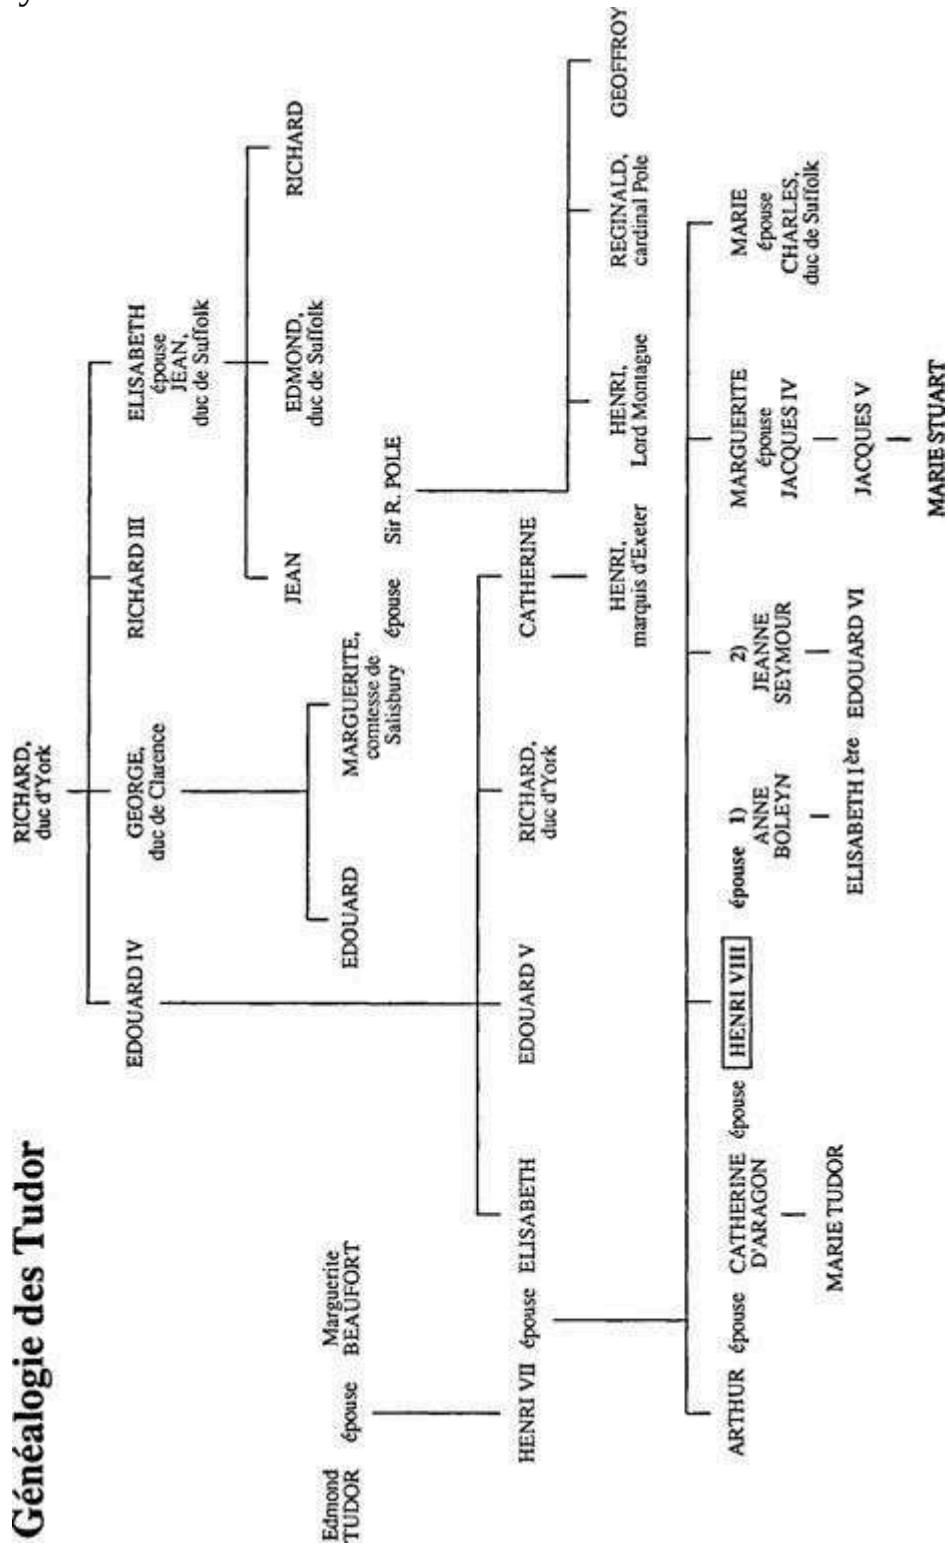 Généalogie des Tudor
RICHARD,
duc d'York
EDOUARD IV
GEORGE,
duc de Clarence
RICHARD III
ELISABETH
épouse
JEAN,
duc de Suffolk
JEAN
EDMOND,
duc de Suffolk
RICHARD
EDOUARD
MARGUERITE,
comtesse de
Salisbury
épouse
Sir R. POLE
Edmond
TUDOR
épouse
Marguerite
BEAUFORT
HENRI VII
épouse
ELISABETH
EDOUARD V
RICHARD,
duc d'York
CATHERINE
HENRI,
marquis d'Exeter
HENRI,
Lord Montague
REGINALD,
cardinal Pole
GEOFFROY
ARTHUR
épouse
CATHERINE
D'ARAGON
épouse
HENRI VIII
épouse
1)
ANNE
BOLEYN
2)
JEANNE
SEYMOUR
MARGUERITE
épouse
JACQUES IV
MARIE
épouse
CHARLES,
duc de Suffolk
MARIE TUDOR
ELISABETH Ière
EDOUARD VI
JACQUES V
MARIE STUART